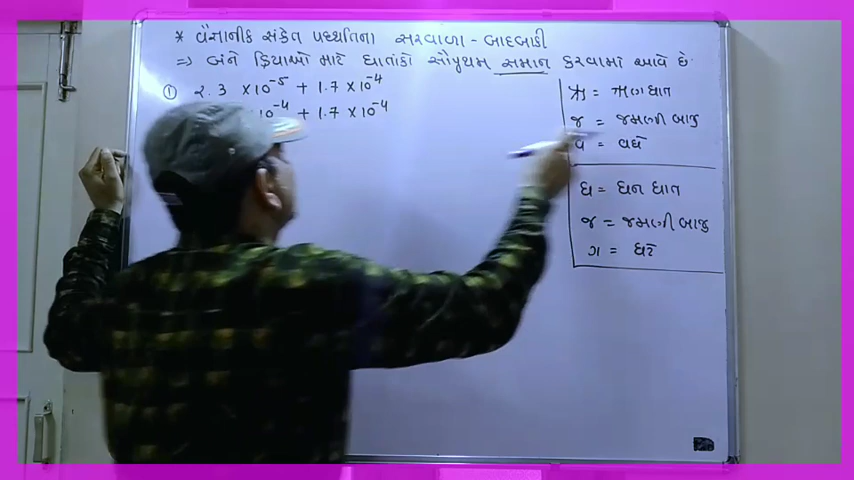 * વૈજ્ઞાનીક સંકેત પધ્ધતિના સરવાળા - બાદબાકી
⇒ બંને ક્રિયાઓ માટે ઘાતાંકો સૌપ્રથમ સમાન કરવામાં આવે છે.
① 2.3 × 10⁻⁵ + 1.7 × 10⁻⁴
10⁻⁴ + 1.7 × 10⁻⁴
ઋ = ઋણ ઘાત
જ = જમણી બાજુ
વ = વધે
ધ = ધન ઘાત
જ = જમણી બાજુ
ગ = ઘટે